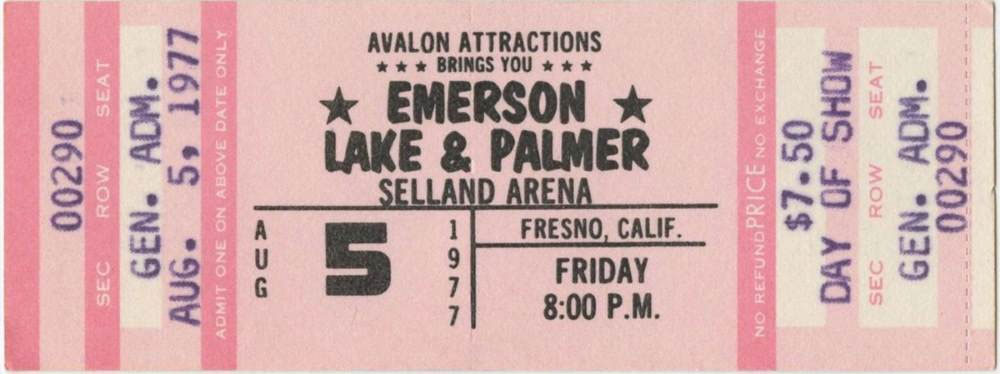 00290
SEC ROW SEAT
GEN. ADM.
AUG. 5, 1977
ADMIT ONE ON ABOVE DATE ONLY
AVALON ATTRACTIONS
★★★ BRINGS YOU ★★★
★ EMERSON ★
LAKE & PALMER
SELLAND ARENA
AUG
5
1977
FRESNO, CALIF.
FRIDAY
8:00 P.M.
NO REFUND PRICE NO EXCHANGE
$7.50
DAY OF SHOW
SEC ROW SEAT
GEN. ADM.
00290